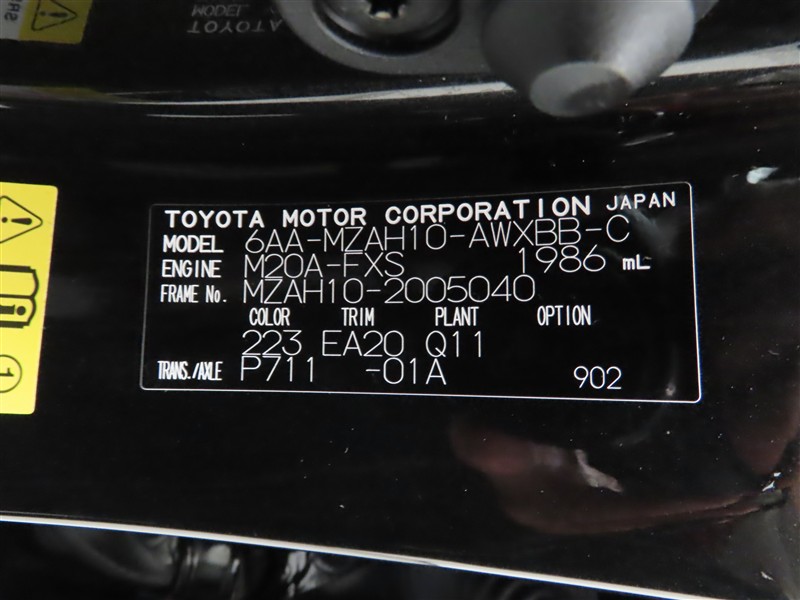 TOYOTA MOTOR CORPORATION JAPAN
MODEL 6AA-MZAH10-AWXBB-C
ENGINE M20A-FXS 1986 mL
FRAME No. MZAH10-2005040
COLOR TRIM PLANT OPTION
223 EA20 Q11
TRANS./AXLE P711 -01A 902